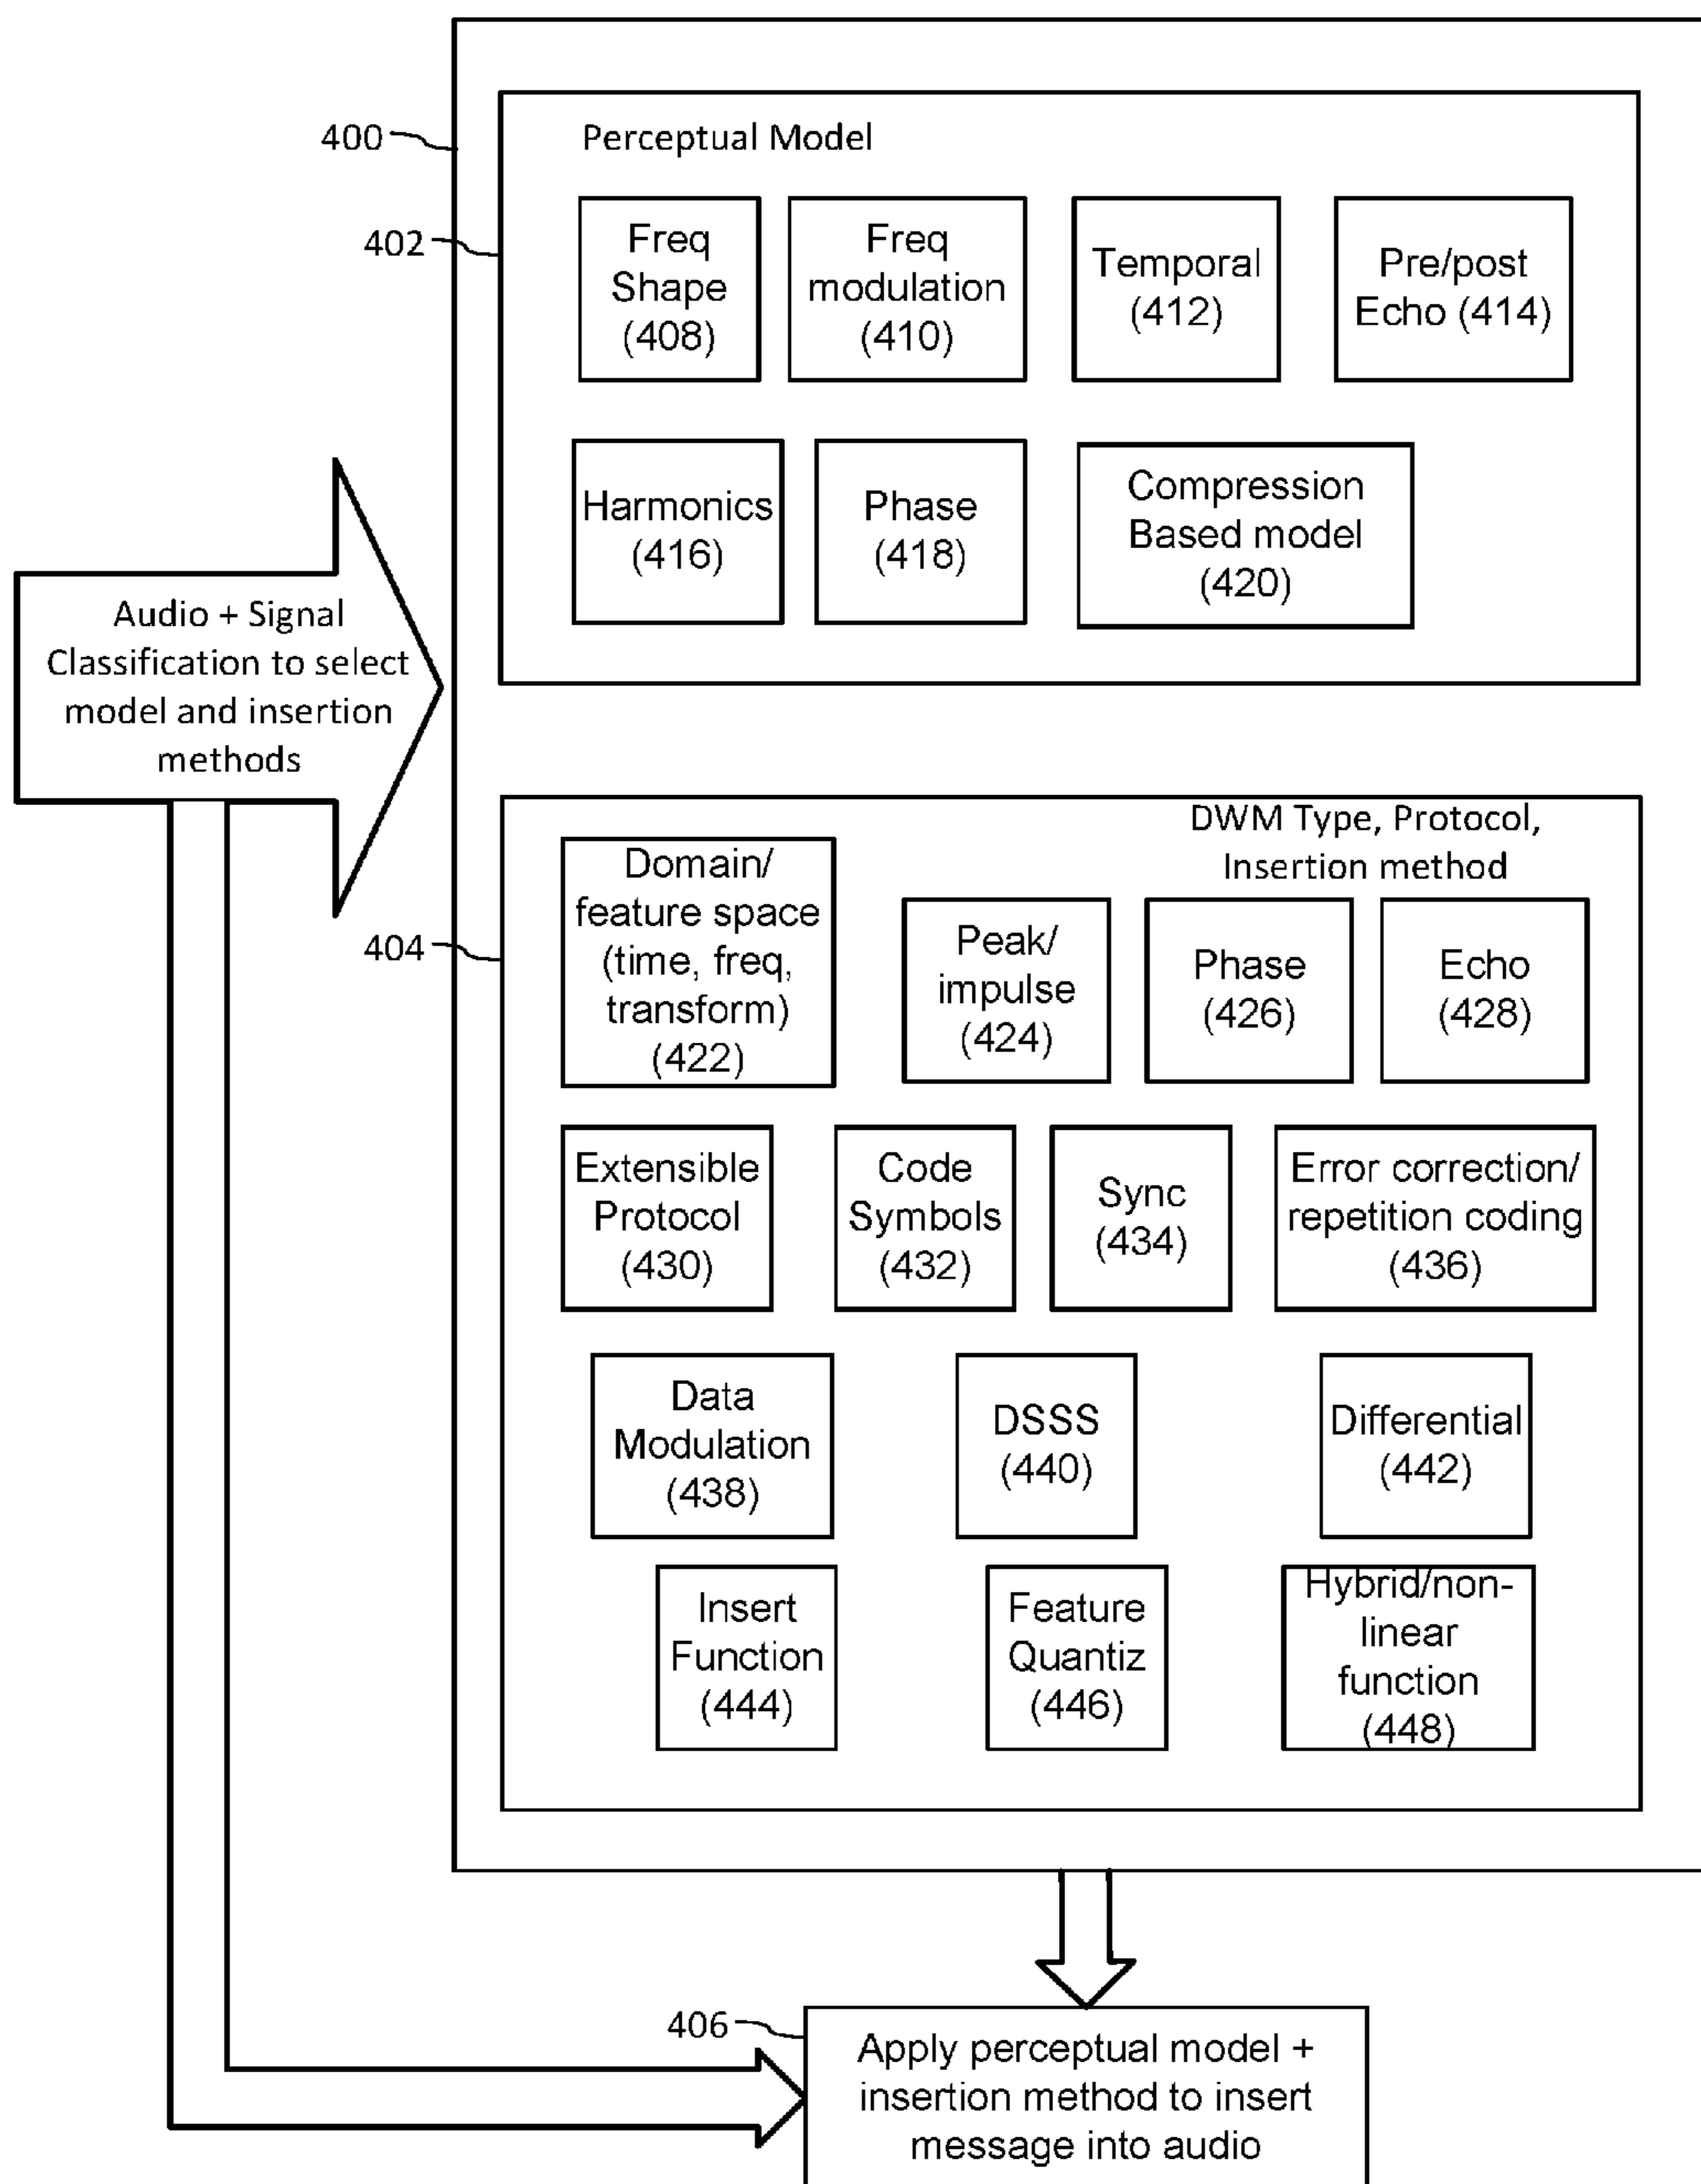 400
Perceptual Model
402
Freq
Shape
(408)
Freq
modulation
(410)
Temporal
(412)
Pre/post
Echo (414)
Harmonics
(416)
Phase
(418)
Compression
Based model
(420)
Audio + Signal
Classification to select
model and insertion
methods
404
DWM Type, Protocol,
Insertion method
Domain/
feature space
(time, freq,
transform)
(422)
Peak/
impulse
(424)
Phase
(426)
Echo
(428)
Extensible
Protocol
(430)
Code
Symbols
(432)
Sync
(434)
Error correction/
repetition coding
(436)
Data
Modulation
(438)
DSSS
(440)
Differential
(442)
Insert
Function
(444)
Feature
Quantiz
(446)
Hybrid/non-
linear
function
(448)
406
Apply perceptual model +
insertion method to insert
message into audio